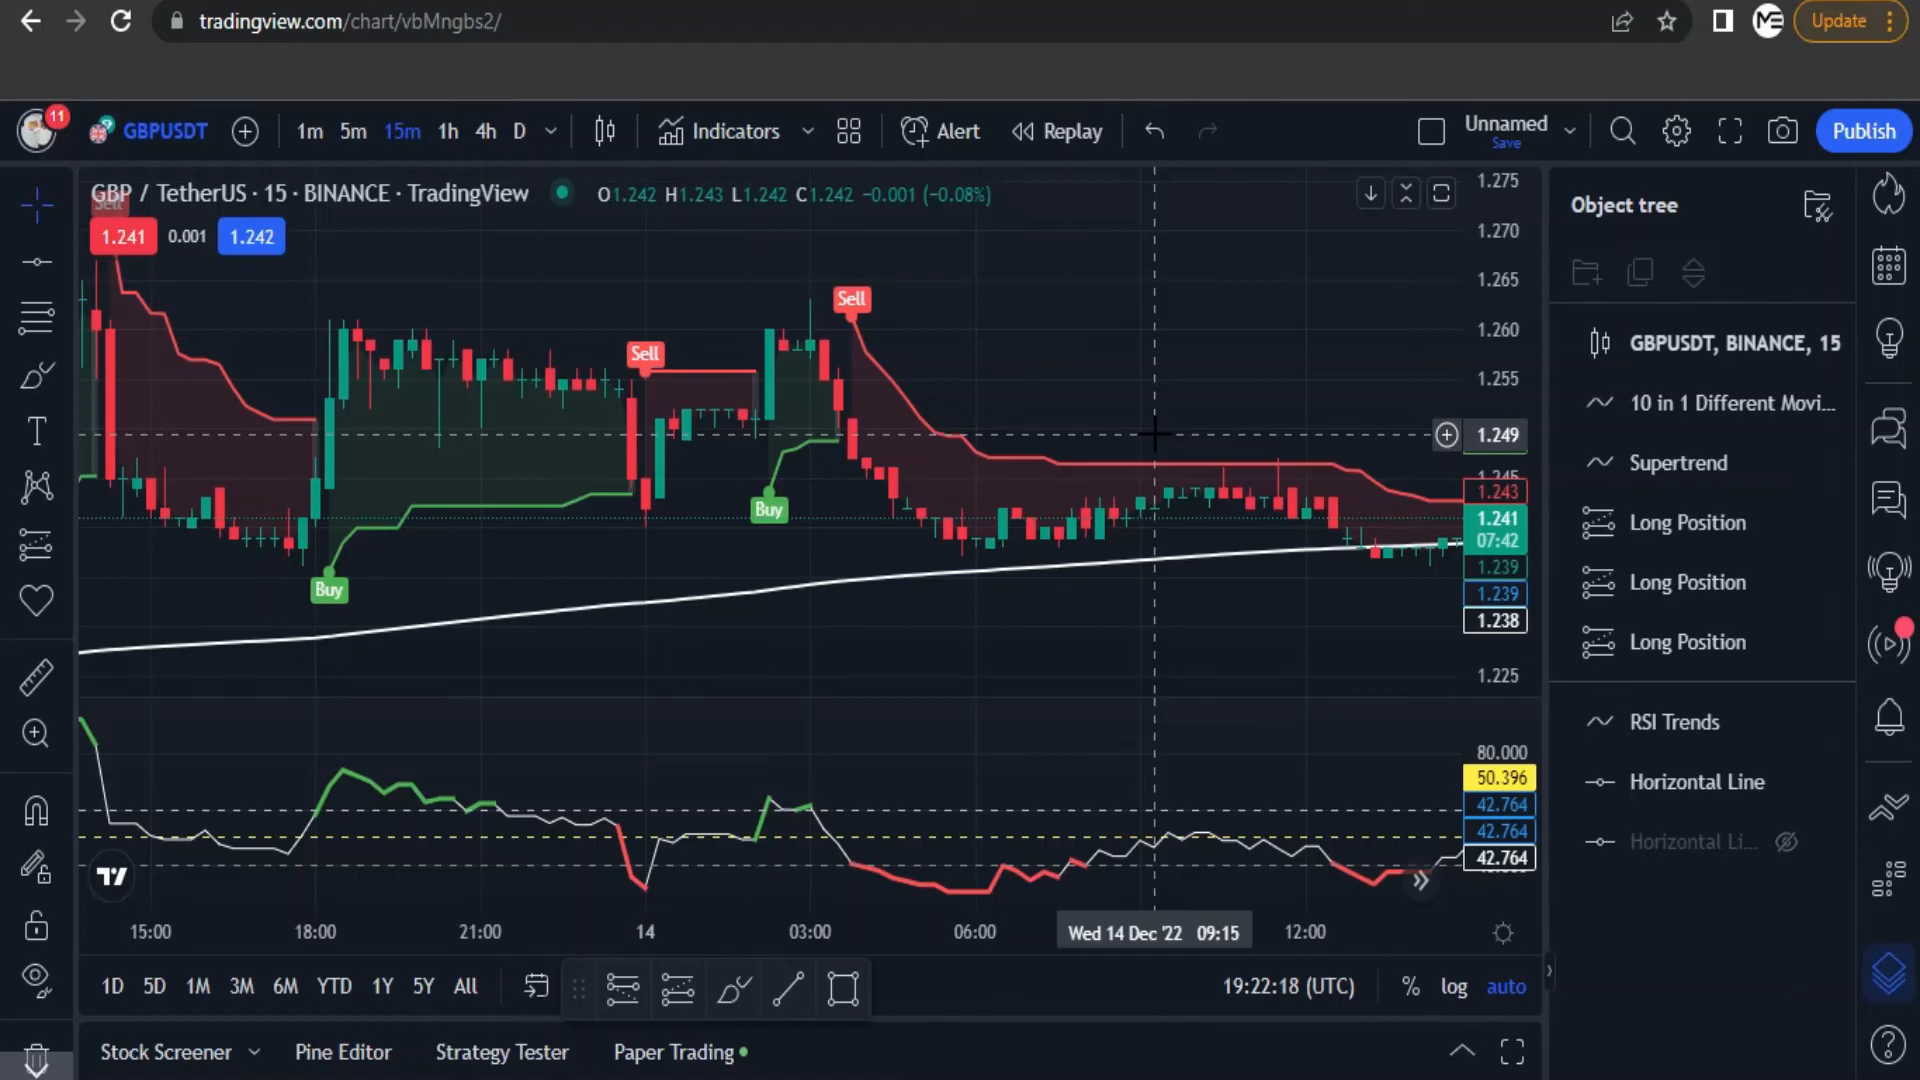 tradingview.com/chart/vbMngbs2/
Update
11
GBPUSDT
1m 5m 15m 1h 4h D
Indicators
Alert
Replay
Unnamed
Save
Publish
GBP / TetherUS · 15 · BINANCE · TradingView
O1.242 H1.243 L1.242 C1.242 −0.001 (−0.08%)
Sell
1.241 0.001 1.242
Sell
Sell
Buy
Buy
1.275
1.270
1.265
1.260
1.255
1.249
1.245
1.243
1.241
07:42
1.239
1.239
1.238
1.225
80.000
50.396
42.764
42.764
42.764
15:00 18:00 21:00 14 03:00 06:00 Wed 14 Dec '22 09:15 12:00
1D 5D 1M 3M 6M YTD 1Y 5Y All
19:22:18 (UTC) % log auto
Stock Screener Pine Editor Strategy Tester Paper Trading
Object tree
GBPUSDT, BINANCE, 15
10 in 1 Different Movi...
Supertrend
Long Position
Long Position
Long Position
RSI Trends
Horizontal Line
Horizontal Li...